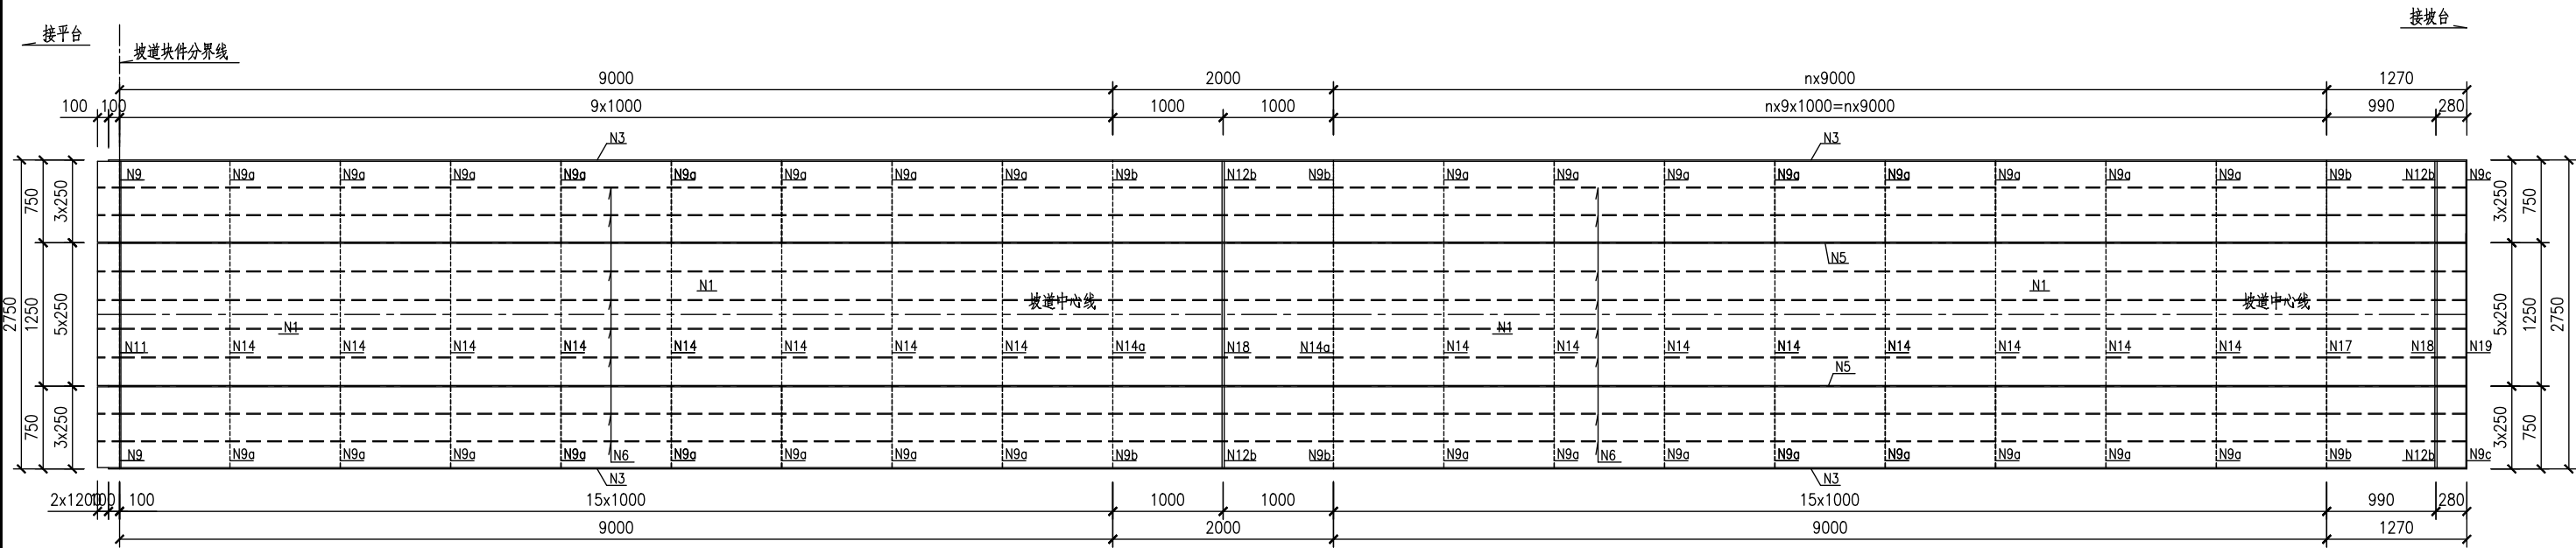 接平台
接坡台
坡道块件分界线
9000 2000 nx9000 1270
100 100 9x1000 1000 1000 nx9x1000=nx9000 990 280
N3 N3
N9 N9a N9a N9a N9a N9a N9a N9a N9a N9b N12b N9b N9a N9a N9a N9a N9a N9a N9a N9a N9b N12b N9c
750 3x250 3x250 750
N5
N1 N1
坡道中心线 坡道中心线
2750 1250 5x250 5x250 1250 2750
N1 N1
N11 N14 N14 N14 N14 N14 N14 N14 N14 N14a N18 N14a N14 N14 N14 N14 N14 N14 N14 N14 N17 N18 N19
N5
750 3x250 3x250 750
N9 N9a N9a N9a N9a N6 N9a N9a N9a N9a N9b N12b N9b N9a N9a N6 N9a N9a N9a N9a N9a N9a N9b N12b N9c
N3 N3
2x1200 100 100 15x1000 1000 1000 15x1000 990 280
9000 2000 9000 1270